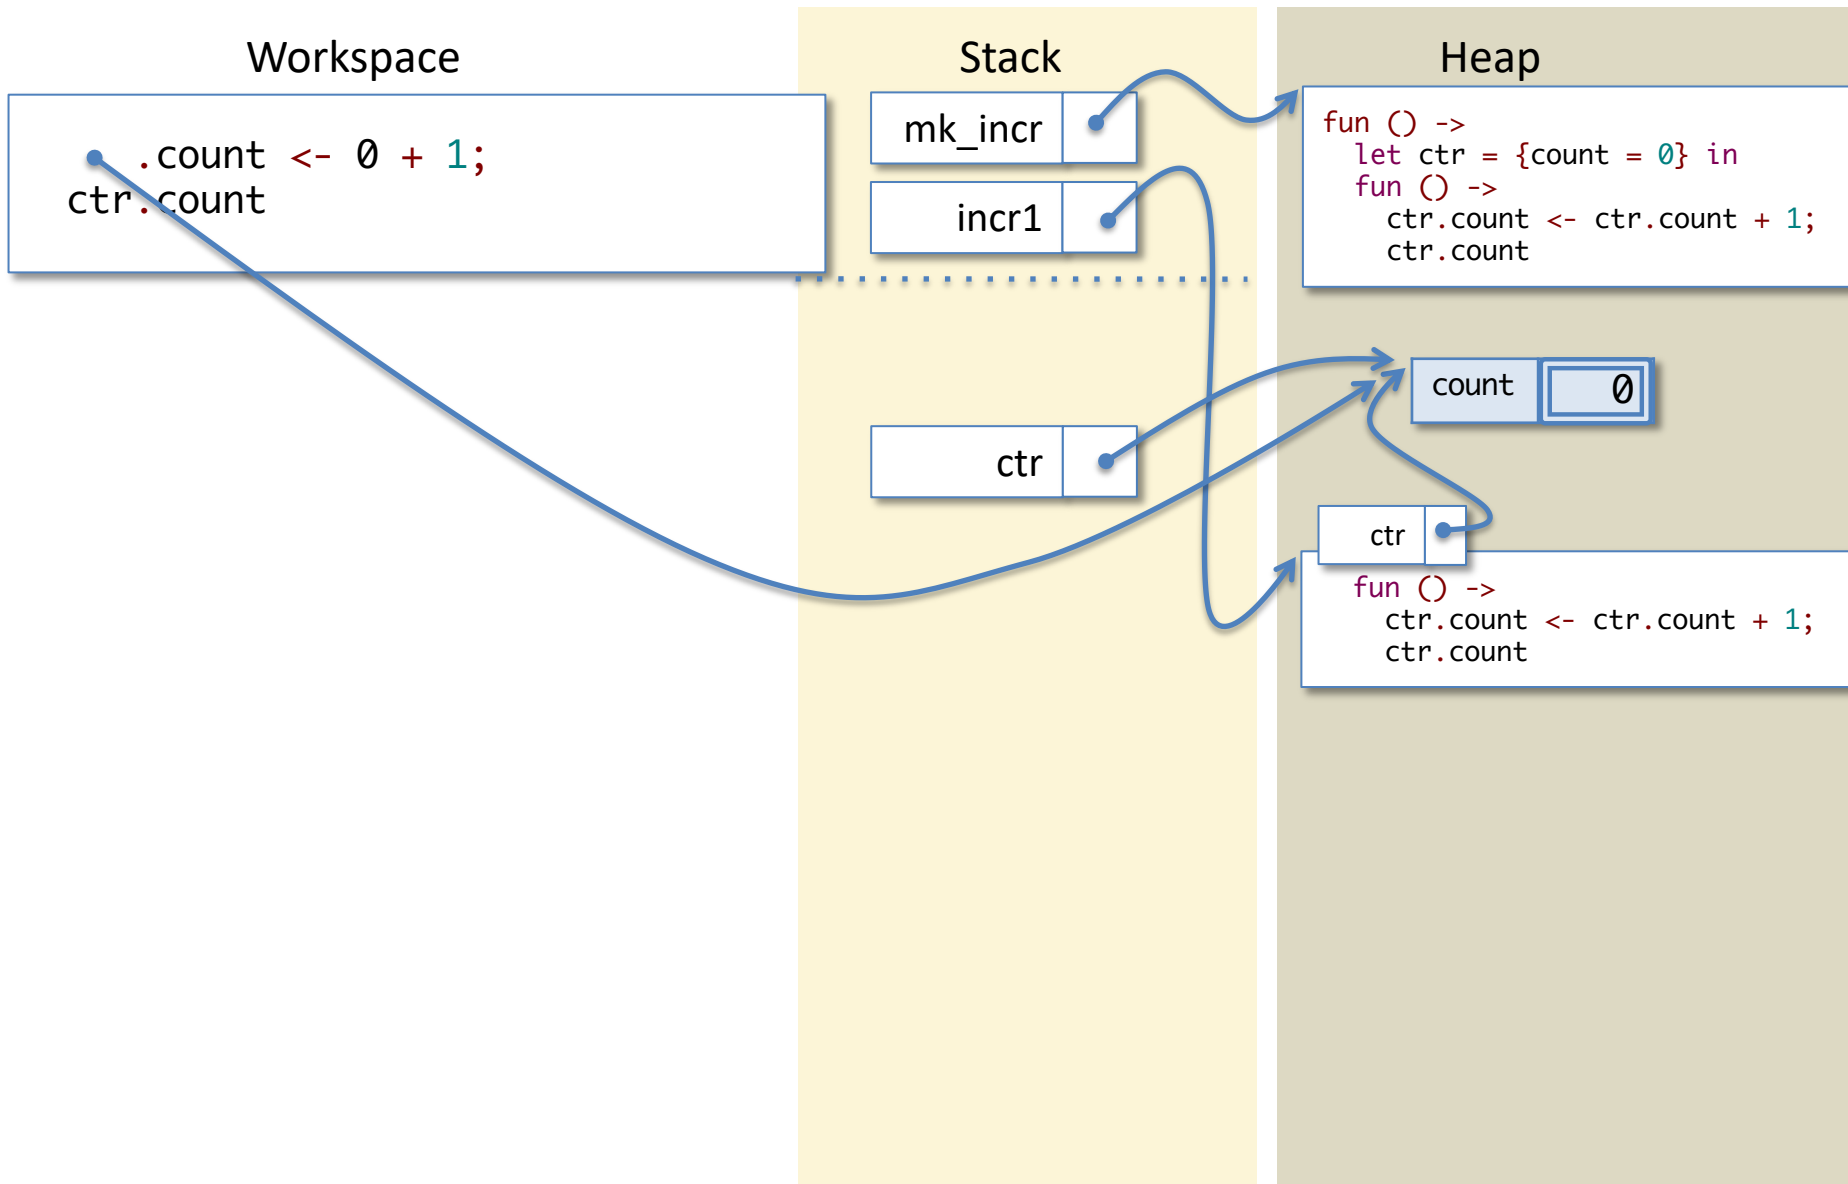 Workspace
.count <- 0 + 1;
ctr.count
Stack
mk_incr
incr1
ctr
Heap
fun () ->
let ctr = {count = 0} in
fun () ->
ctr.count <- ctr.count + 1;
ctr.count
count 0
ctr
fun () ->
ctr.count <- ctr.count + 1;
ctr.count